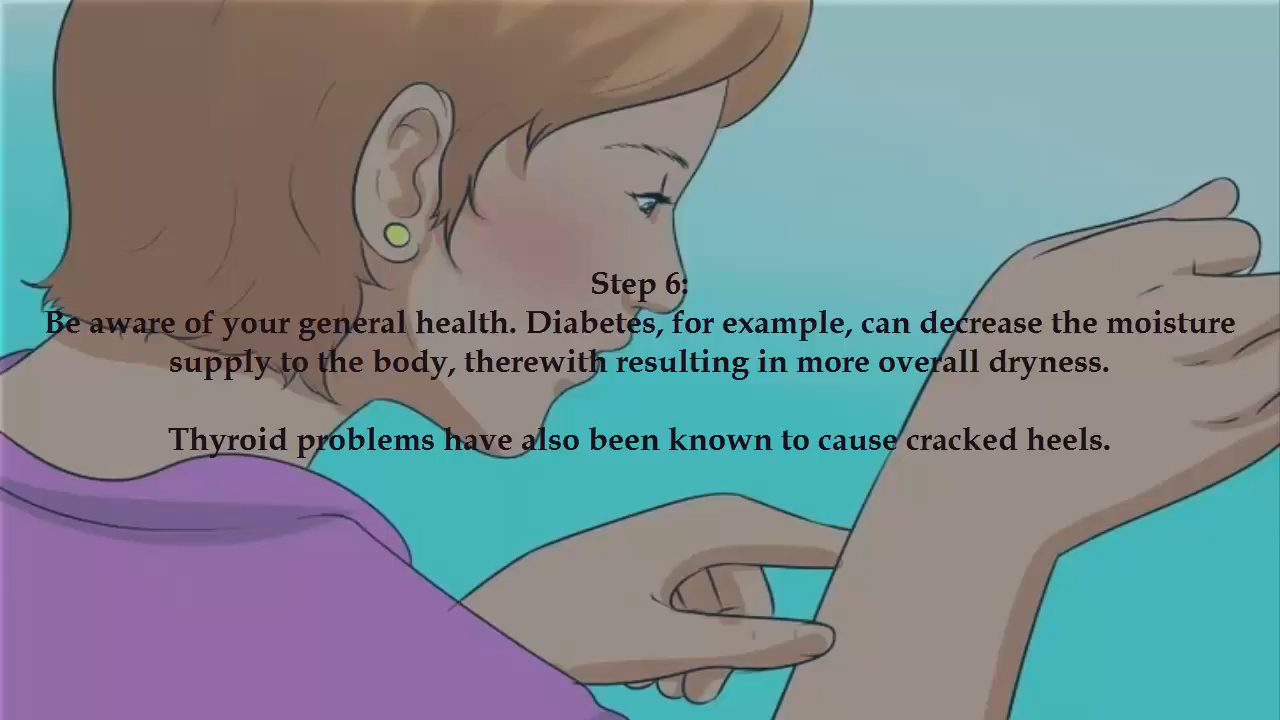 Step 6:
Be aware of your general health. Diabetes, for example, can decrease the moisture
supply to the body, therewith resulting in more overall dryness.
Thyroid problems have also been known to cause cracked heels.